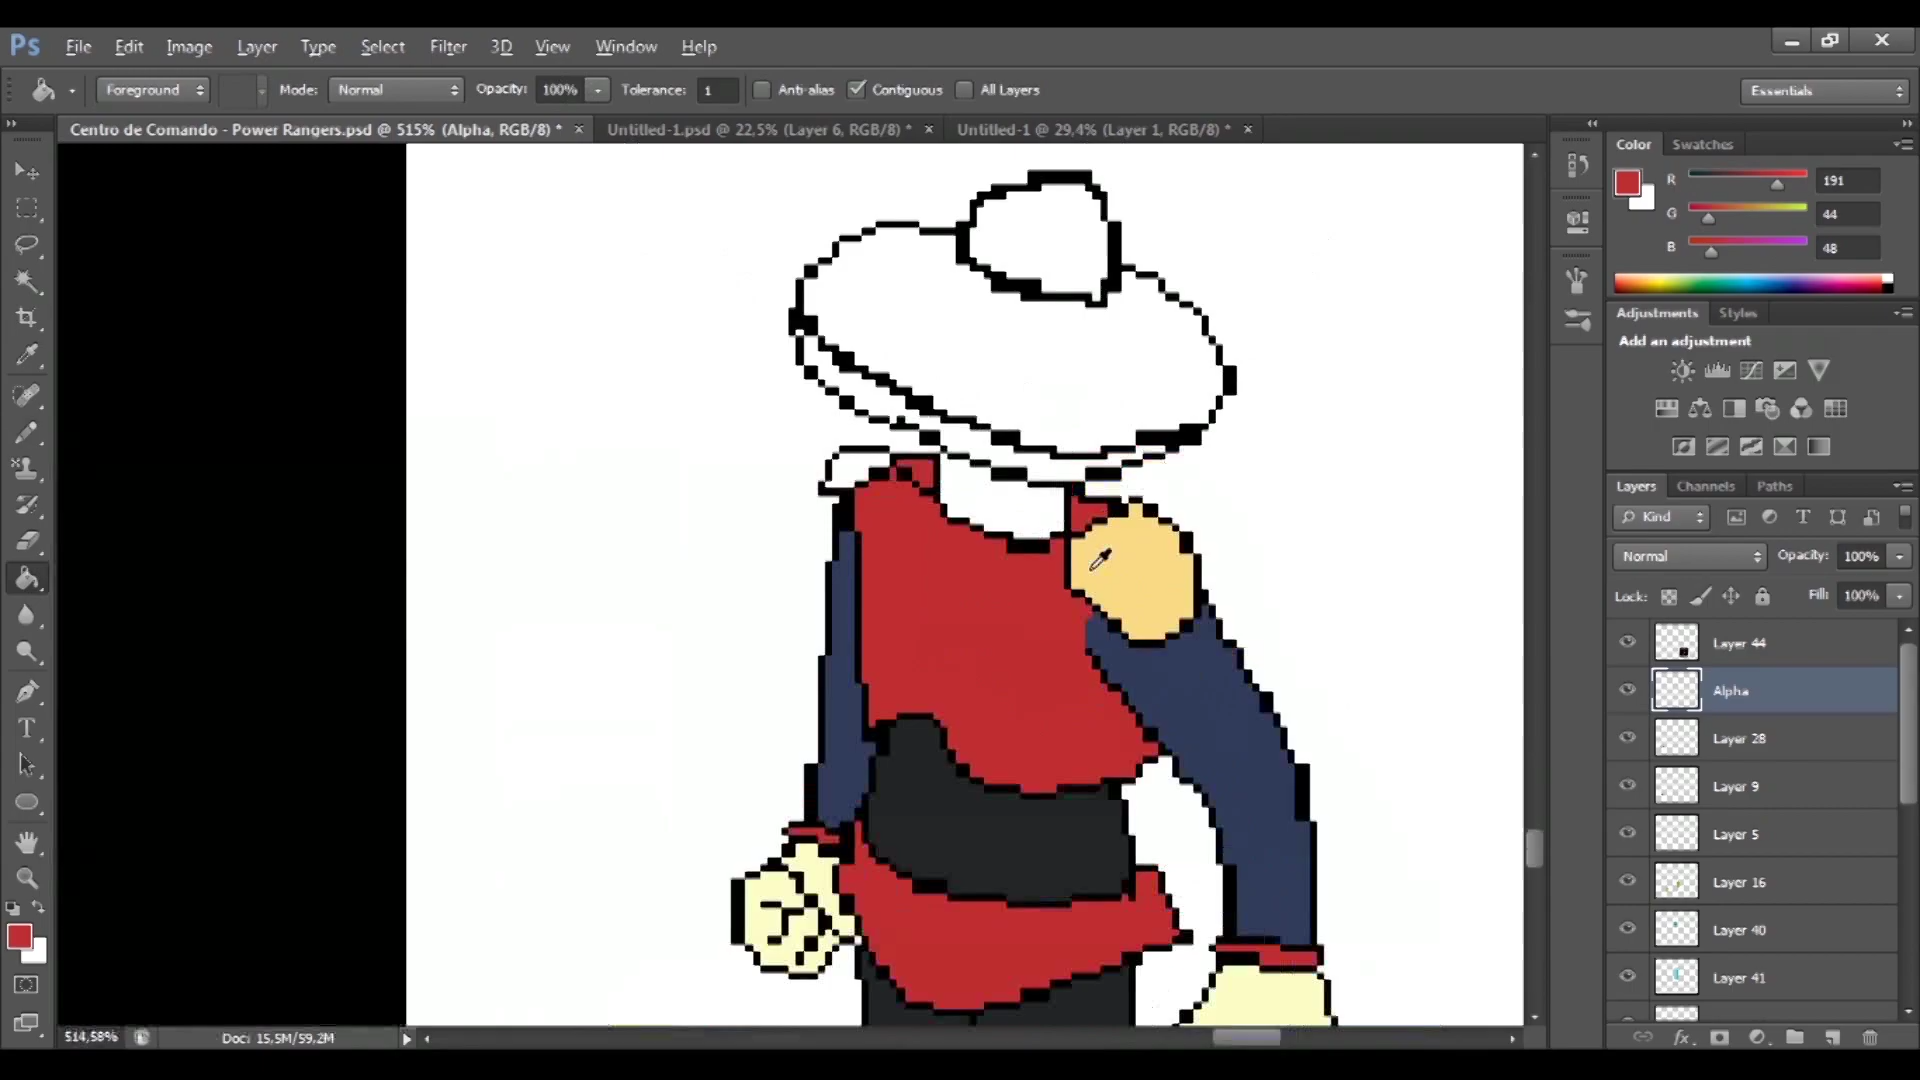 Ps File Edit Image Layer Type Select Filter 3D View Window Help
Foreground Mode: Normal Opacity: 100% Tolerance: 1 Anti-alias Contiguous All Layers Essentials
Centro de Comando - Power Rangers.psd @ 515% (Alpha, RGB/8) * Untitled-1.psd @ 22,5% (Layer 6, RGB/8) * Untitled-1 @ 29,4% (Layer 1, RGB/8) *
Color Swatches
R 191
G 44
B 48
Adjustments Styles
Add an adjustment
Layers Channels Paths
Kind
Normal Opacity: 100%
Lock: Fill: 100%
Layer 44
Alpha
Layer 28
Layer 9
Layer 5
Layer 16
Layer 40
Layer 41
514,58% Doc: 15,5M/59,2M